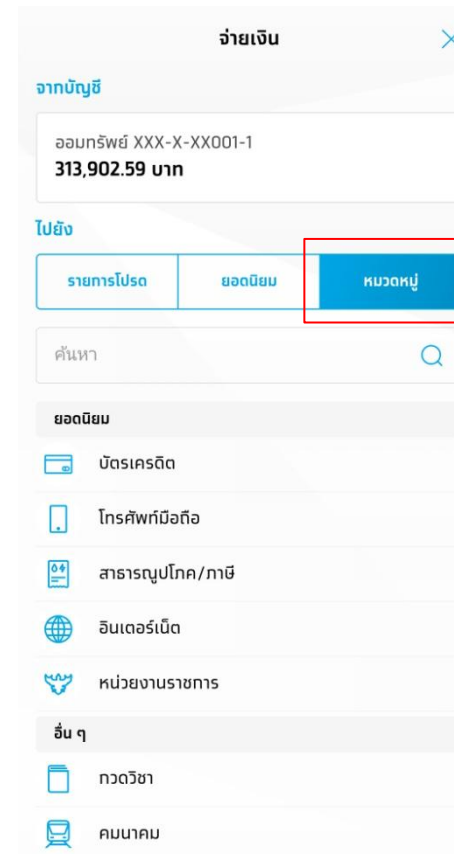 จ่ายเงิน
จากบัญชี
ออมทรัพย์ XXX-X-XX001-1
313,902.59 บาท
ไปยัง
รายการโปรด ยอดนิยม หมวดหมู่
ค้นหา
ยอดนิยม
บัตรเครดิต
โทรศัพท์มือถือ
สาธารณูปโภค/ภาษี
อินเตอร์เน็ต
หน่วยงานราชการ
อื่น ๆ
กวดวิชา
คมนาคม